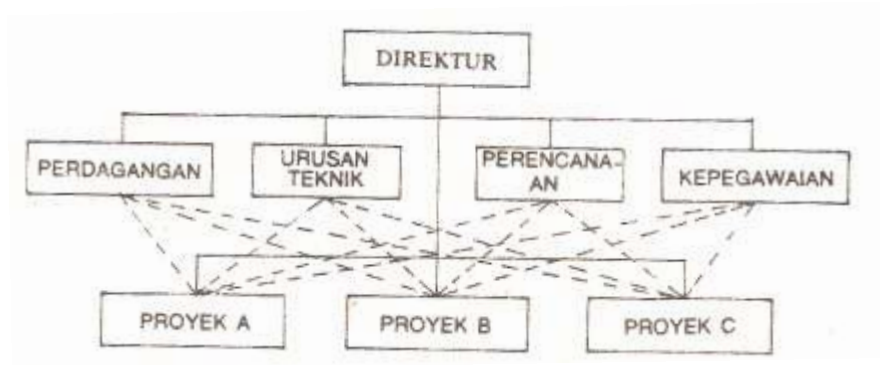 DIREKTUR
PERDAGANGAN
URUSAN
TEKNIK
PERENCANA-
AN
KEPEGAWAIAN
PROYEK A
PROYEK B
PROYEK C